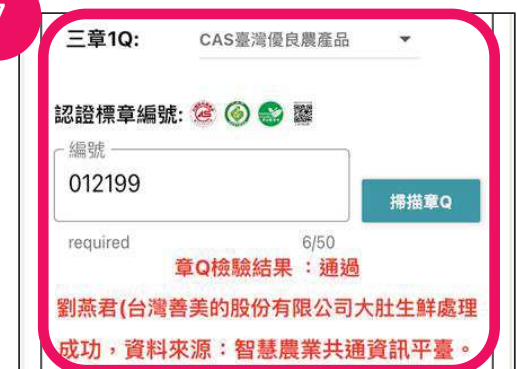 7
三章1Q: CAS臺灣優良農產品
認證標章編號:
編號
012199
掃描章Q
required 6/50
章Q檢驗結果 ：通過
劉燕君(台灣善美的股份有限公司大肚生鮮處理
成功，資料來源：智慧農業共通資訊平臺。